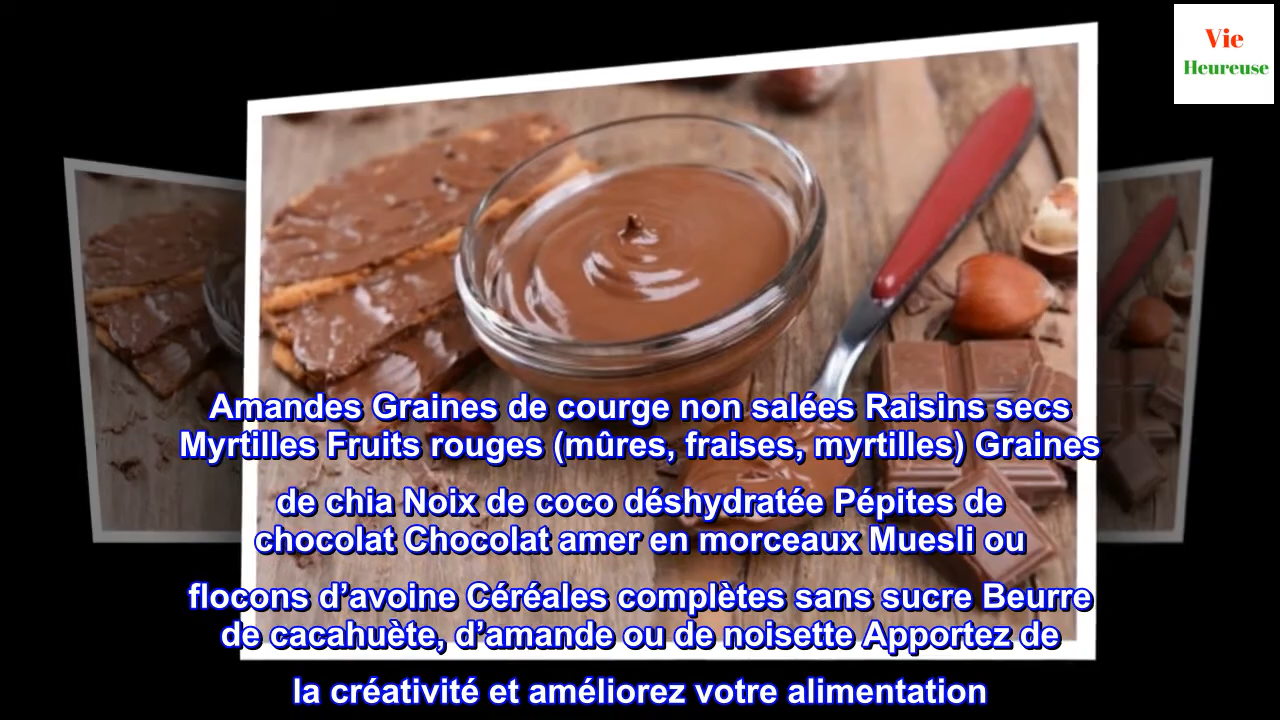 Vie
Heureuse
Amandes Graines de courge non salées Raisins secs
Myrtilles Fruits rouges (mûres, fraises, myrtilles) Graines
de chia Noix de coco déshydratée Pépites de
chocolat Chocolat amer en morceaux Muesli ou
flocons d’avoine Céréales complètes sans sucre Beurre
de cacahuète, d’amande ou de noisette Apportez de
la créativité et améliorez votre alimentation